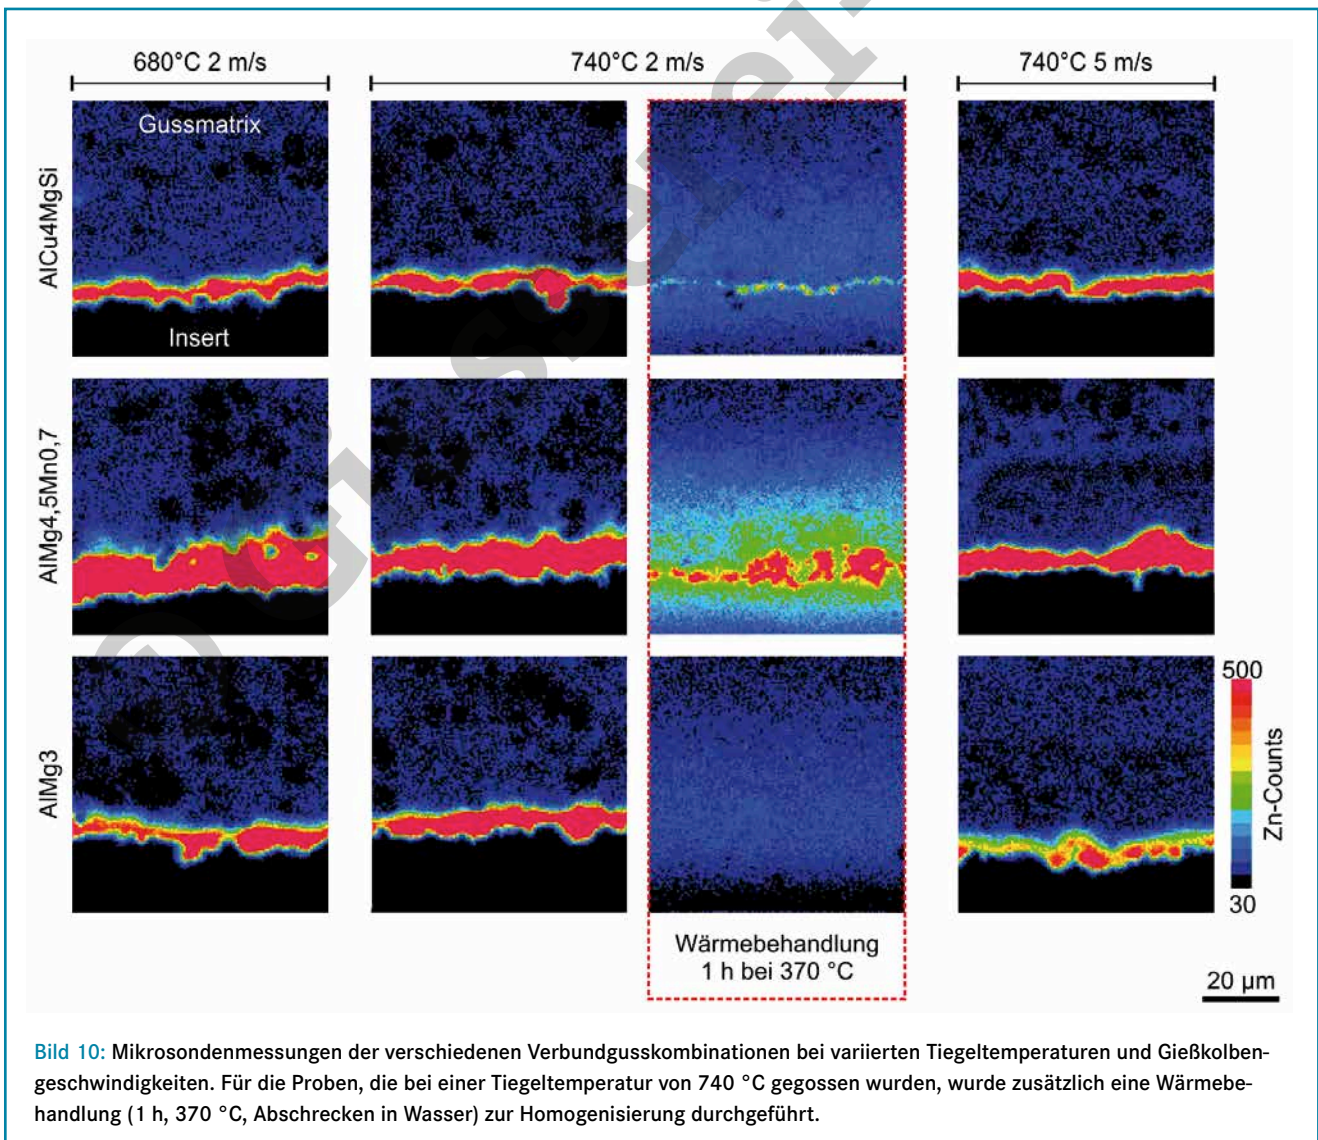 680°C 2 m/s
740°C 2 m/s
740°C 5 m/s
AlCu4MgSi
Gussmatrix
Insert
AlMg4,5Mn0,7
AlMg3
500
Zn-Counts
30
Wärmebehandlung
1 h bei 370 °C
20 µm
Bild 10: Mikrosondenmessungen der verschiedenen Verbundgusskombinationen bei variierten Tiegeltemperaturen und Gießkolben-
geschwindigkeiten. Für die Proben, die bei einer Tiegeltemperatur von 740 °C gegossen wurden, wurde zusätzlich eine Wärmebe-
handlung (1 h, 370 °C, Abschrecken in Wasser) zur Homogenisierung durchgeführt.